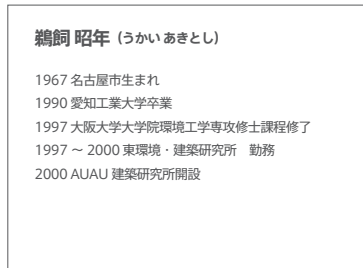 鵜飼 昭年（うかい あきとし）
1967 名古屋市生まれ
1990 愛知工業大学卒業
1997 大阪大学大学院環境工学専攻修士課程修了
1997 ～ 2000 東環境・建築研究所　勤務
2000 AUAU 建築研究所開設